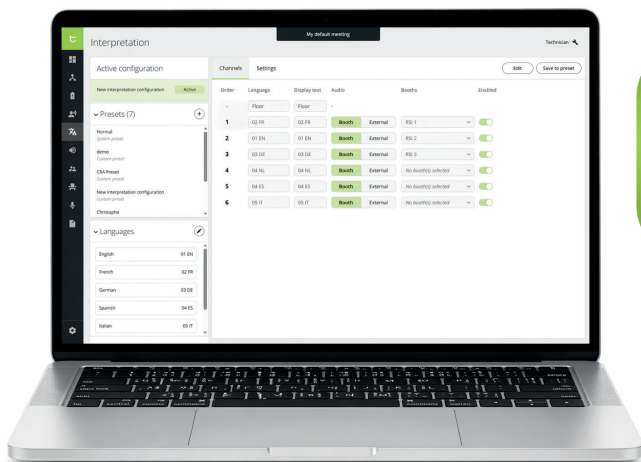 My default meeting
Interpretation
Technician
Active configuration
Channels Settings
Edit Save to preset
New interpretation configuration Active
Order Language Display text Audio Booths Enabled
- Floor Floor -
Presets (7)
1 02 FR 02 FR Booth External RSI 1
Normal
System preset
2 01 EN 01 EN Booth External RSI 2
demo
Custom preset
3 03 DE 03 DE Booth External RSI 3
CRA Preset
Custom preset
4 04 NL 04 NL Booth External No booth(s) selected
New interpretation configuration
Custom preset
5 04 ES 04 ES Booth External No booth(s) selected
Christophe
6 05 IT 05 IT Booth External No booth(s) selected
Languages
English 01 EN
French 02 FR
German 03 DE
Spanish 04 ES
Italian 05 IT